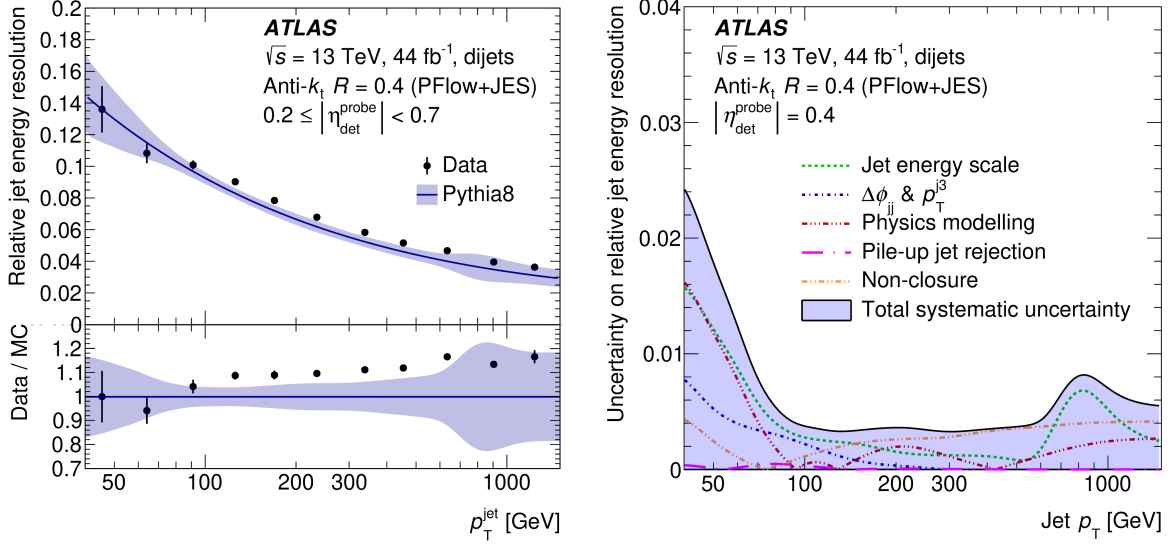 ATLAS
√s = 13 TeV, 44 fb⁻¹, dijets
Anti-kₜ R = 0.4 (PFlow+JES)
0.2 ≤ |η_det^probe| < 0.7
Data
Pythia8
Relative jet energy resolution
0.2
0.18
0.16
0.14
0.12
0.1
0.08
0.06
0.04
0.02
0
Data / MC
1.2
1.1
1
0.9
0.8
0.7
50 100 200 300 1000
p_T^jet [GeV]
ATLAS
√s = 13 TeV, 44 fb⁻¹, dijets
Anti-kₜ R = 0.4 (PFlow+JES)
|η_det^probe| = 0.4
Jet energy scale
Δϕ_jj & p_T^j3
Physics modelling
Pile-up jet rejection
Non-closure
Total systematic uncertainty
Uncertainty on relative jet energy resolution
0.04
0.03
0.02
0.01
0
50 100 200 300 1000
Jet p_T [GeV]